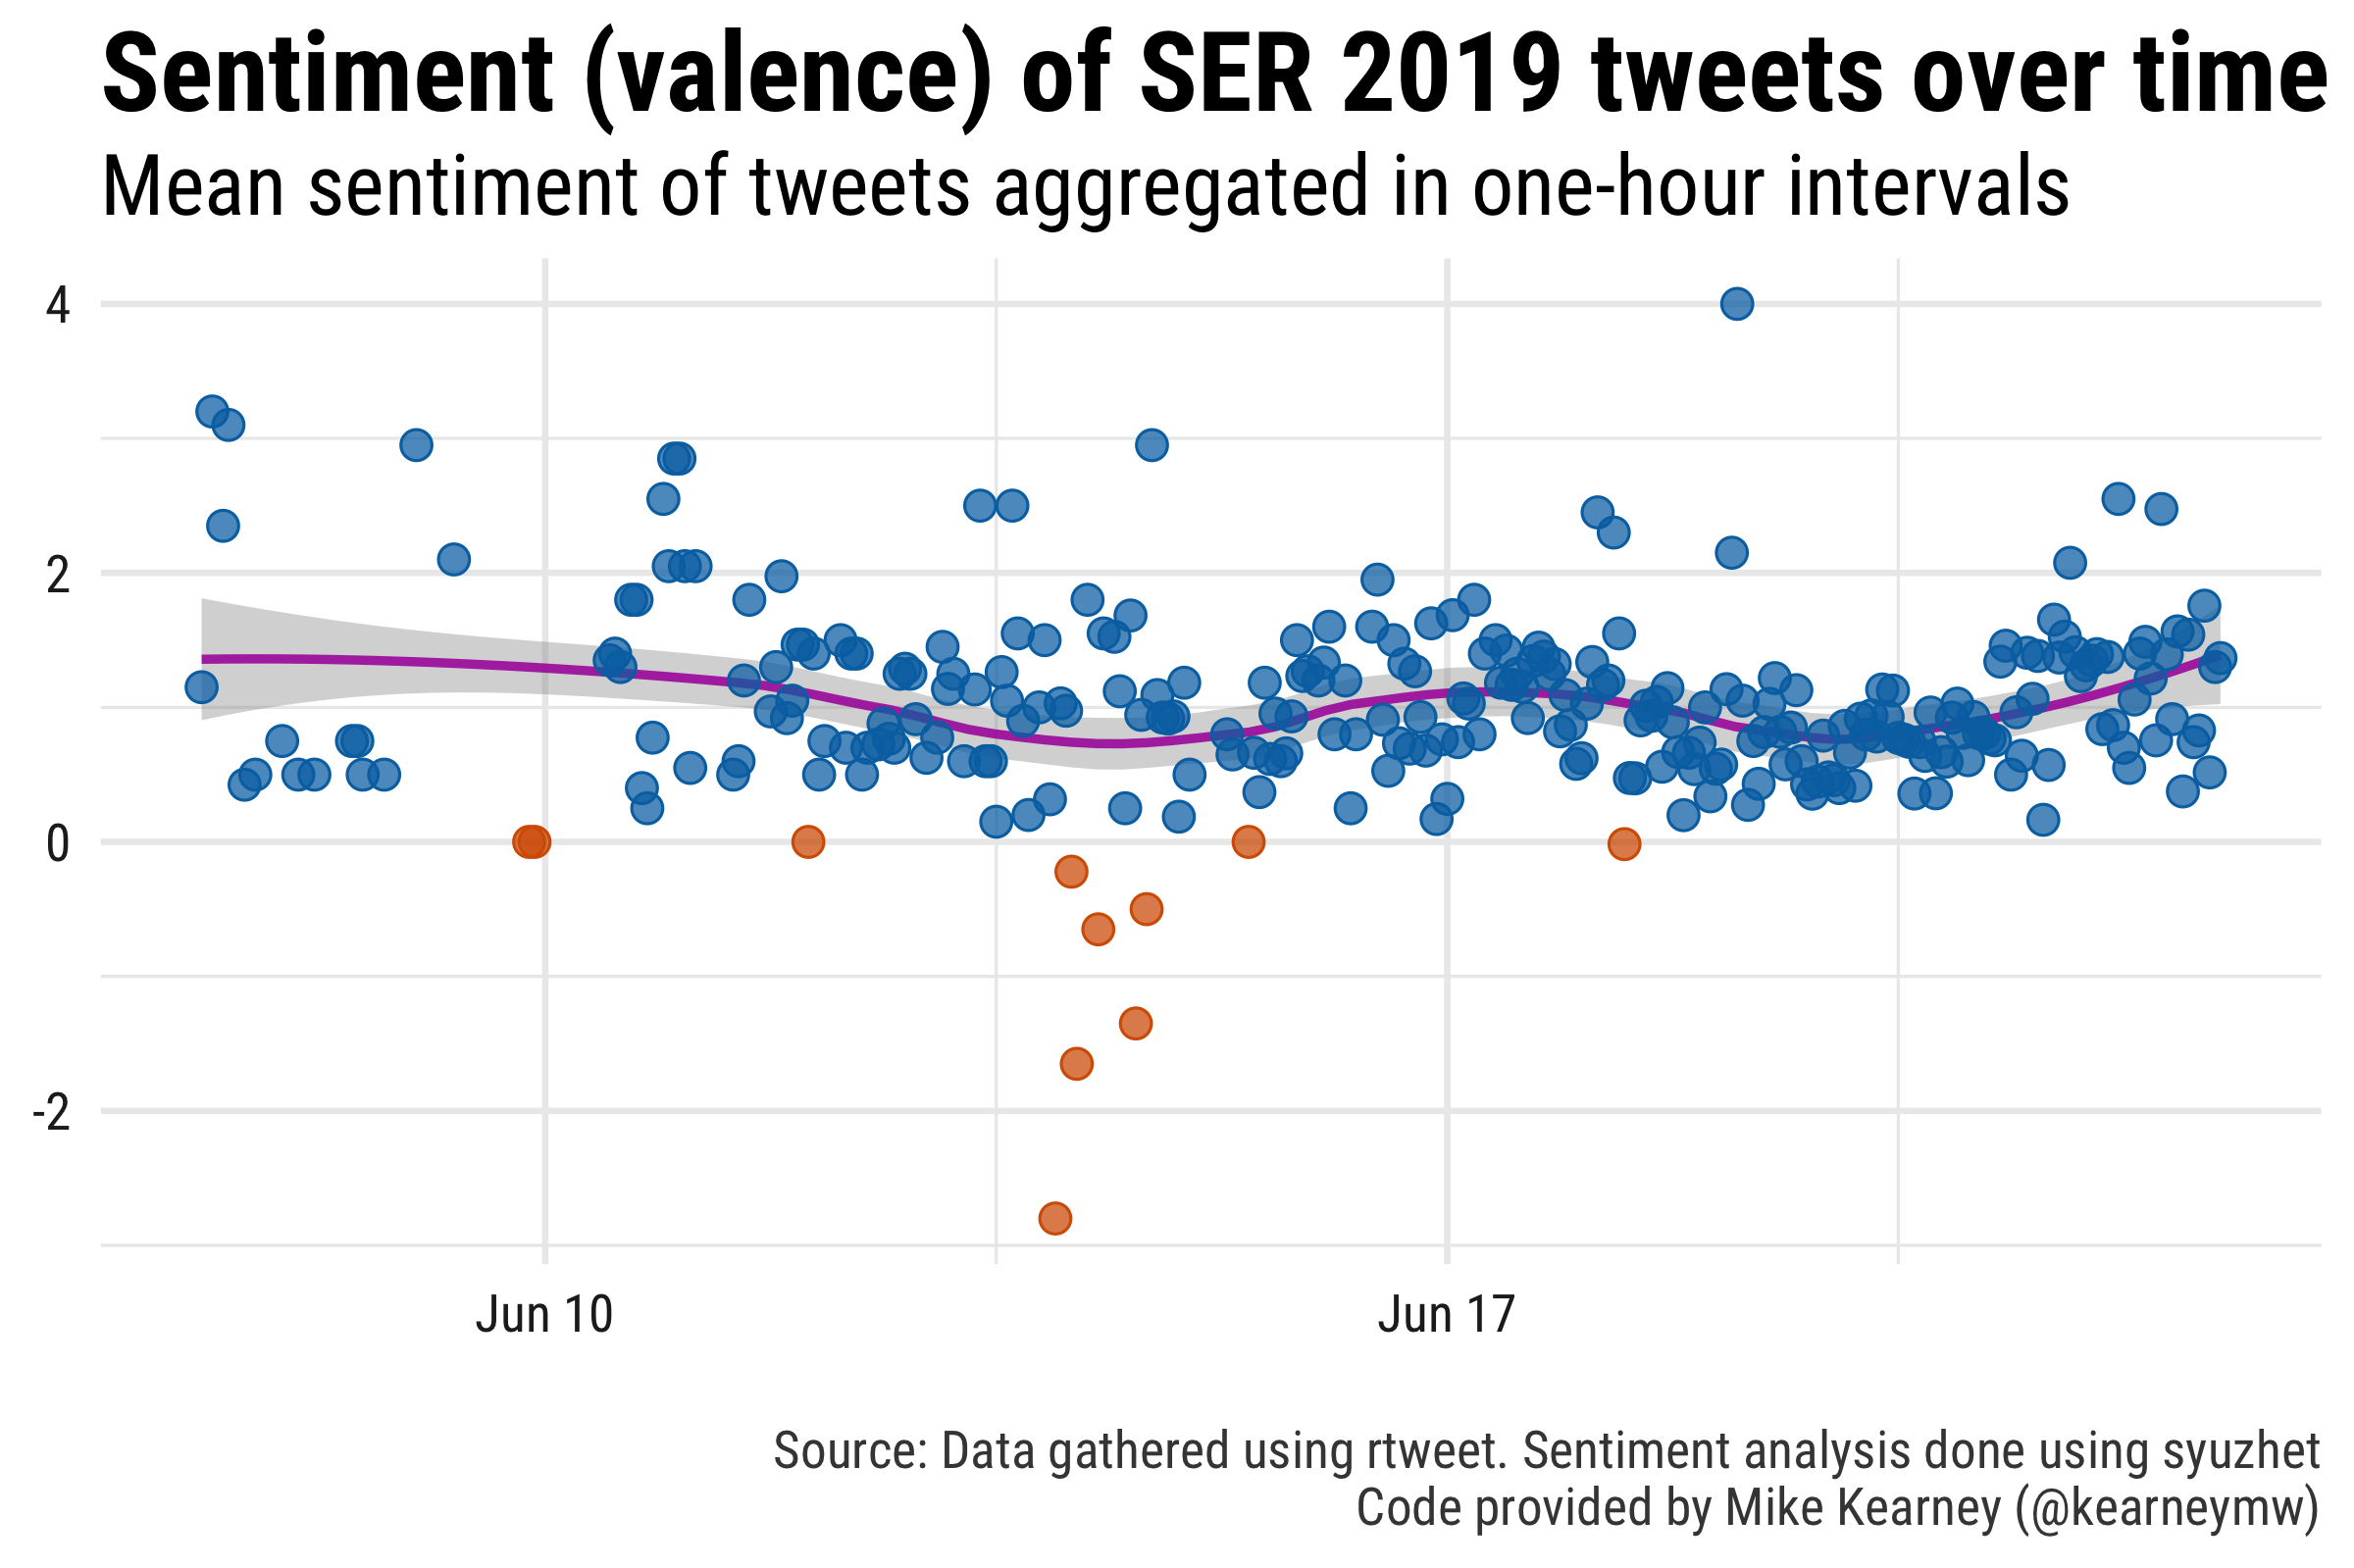 Sentiment (valence) of SER 2019 tweets over time
Mean sentiment of tweets aggregated in one-hour intervals
4
2
0
-2
Jun 10
Jun 17
Source: Data gathered using rtweet. Sentiment analysis done using syuzhet
Code provided by Mike Kearney (@kearneymw)